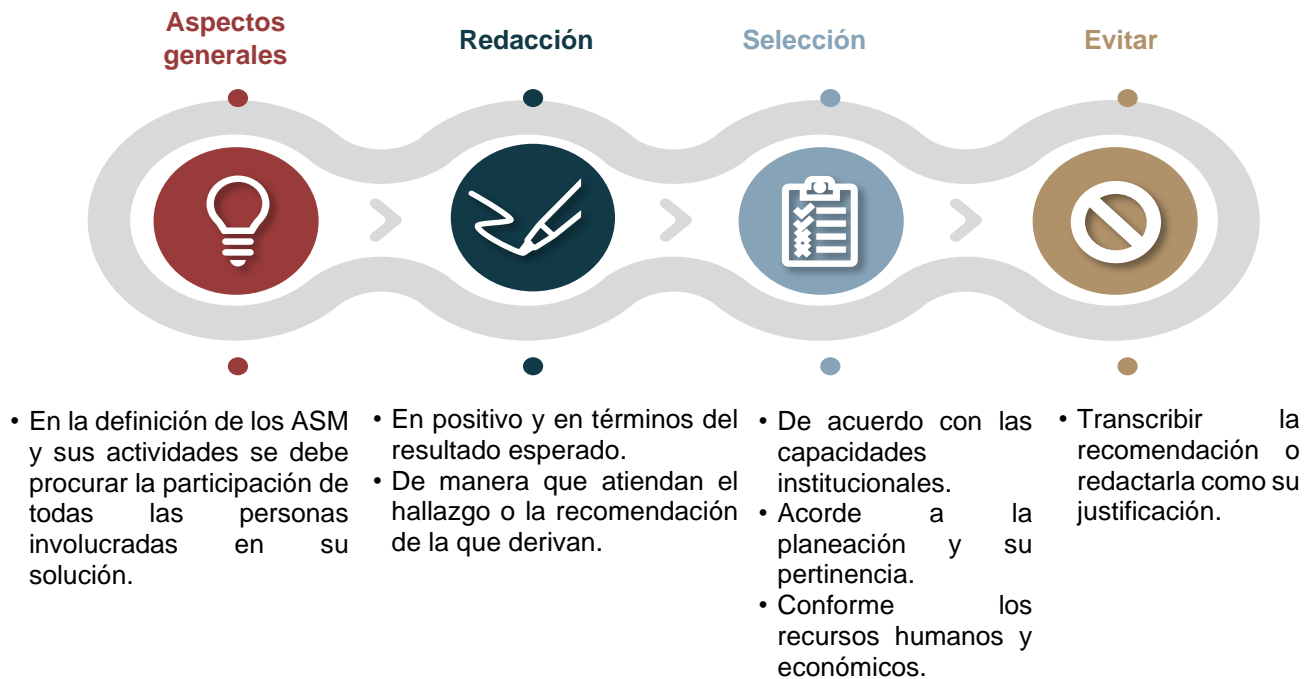 Aspectos
generales
Redacción
Selección
Evitar
• En la definición de los ASM
y sus actividades se debe
procurar la participación de
todas las personas
involucradas en su
solución.
• En positivo y en términos del
resultado esperado.
• De manera que atiendan el
hallazgo o la recomendación
de la que derivan.
• De acuerdo con las
capacidades
institucionales.
• Acorde a la
planeación y su
pertinencia.
• Conforme los
recursos humanos y
económicos.
• Transcribir la
recomendación o
redactarla como su
justificación.